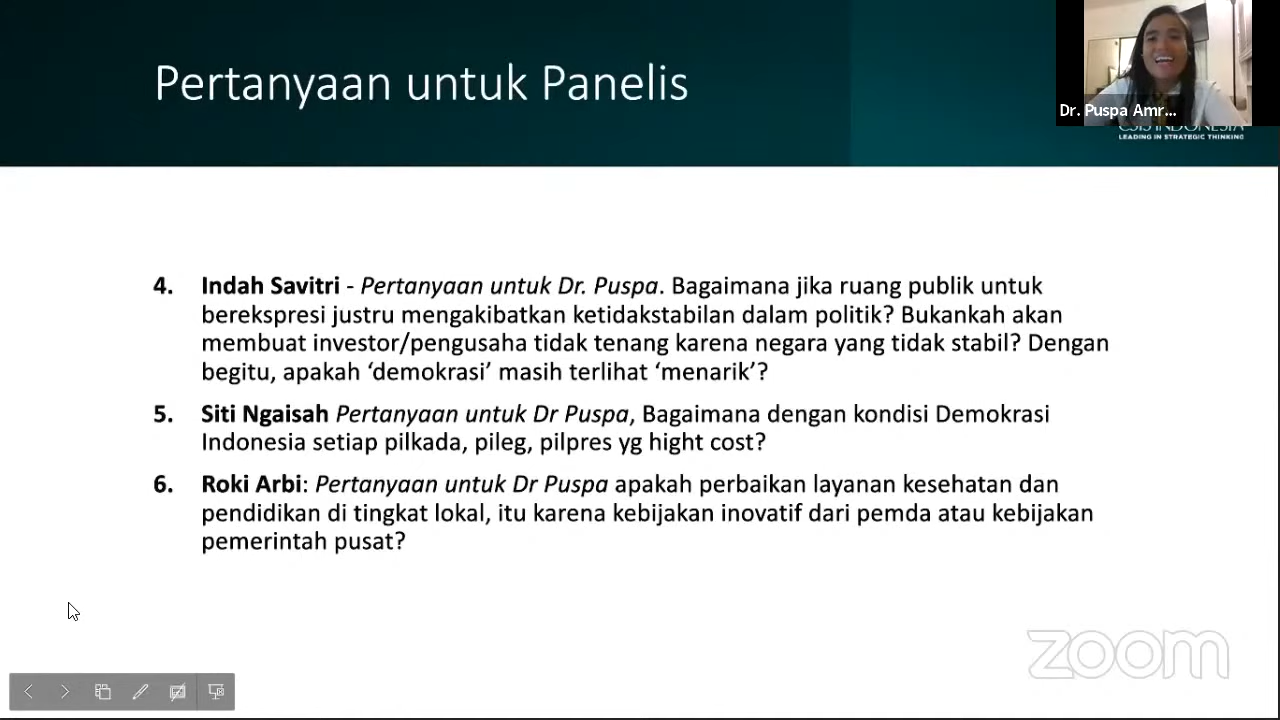 Pertanyaan untuk Panelis
Dr. Puspa Amr...
CSIS INDONESIA
LEADING IN STRATEGIC THINKING
4. Indah Savitri - Pertanyaan untuk Dr. Puspa. Bagaimana jika ruang publik untuk
berekspresi justru mengakibatkan ketidakstabilan dalam politik? Bukankah akan
membuat investor/pengusaha tidak tenang karena negara yang tidak stabil? Dengan
begitu, apakah ‘demokrasi’ masih terlihat ‘menarik’?
5. Siti Ngaisah Pertanyaan untuk Dr Puspa, Bagaimana dengan kondisi Demokrasi
Indonesia setiap pilkada, pileg, pilpres yg hight cost?
6. Roki Arbi: Pertanyaan untuk Dr Puspa apakah perbaikan layanan kesehatan dan
pendidikan di tingkat lokal, itu karena kebijakan inovatif dari pemda atau kebijakan
pemerintah pusat?
zoom